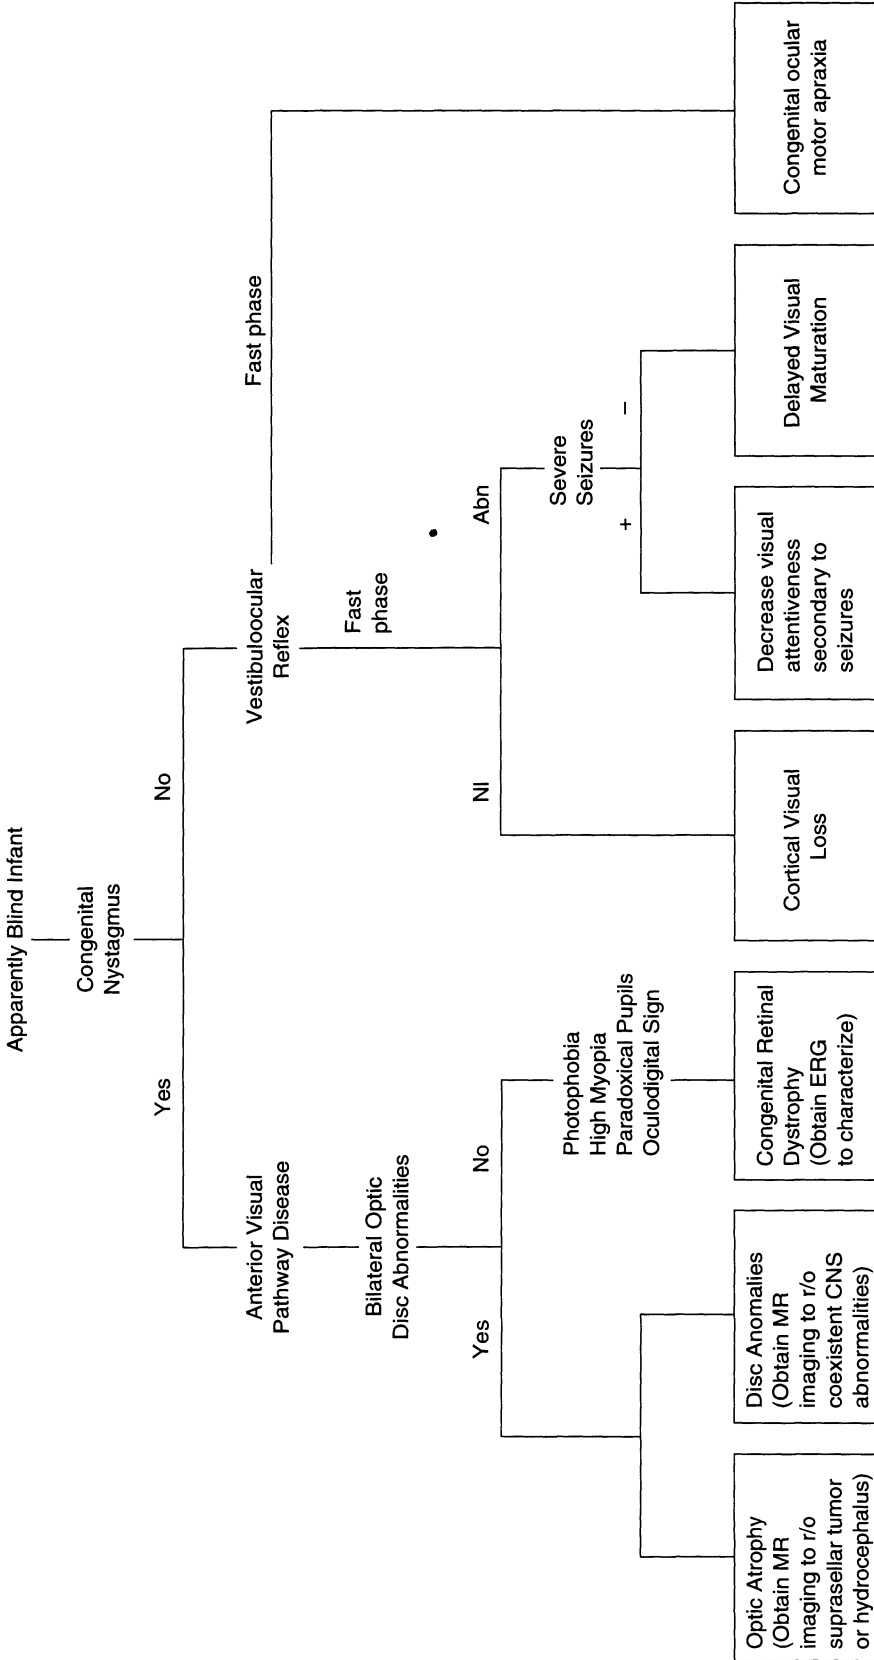 Apparently Blind Infant
Congenital
Nystagmus
Yes
No
Anterior Visual
Pathway Disease
Vestibuloocular
Reflex
Fast phase
Bilateral Optic
Disc Abnormalities
Fast
phase
Yes
No
Nl
Abn
Photophobia
High Myopia
Paradoxical Pupils
Oculodigital Sign
Severe
Seizures
+
–
Optic Atrophy
(Obtain MR
imaging to r/o
suprasellar tumor
or hydrocephalus)
Disc Anomalies
(Obtain MR
imaging to r/o
coexistent CNS
abnormalities)
Congenital Retinal
Dystrophy
(Obtain ERG
to characterize)
Cortical Visual
Loss
Decrease visual
attentiveness
secondary to
seizures
Delayed Visual
Maturation
Congenital ocular
motor apraxia